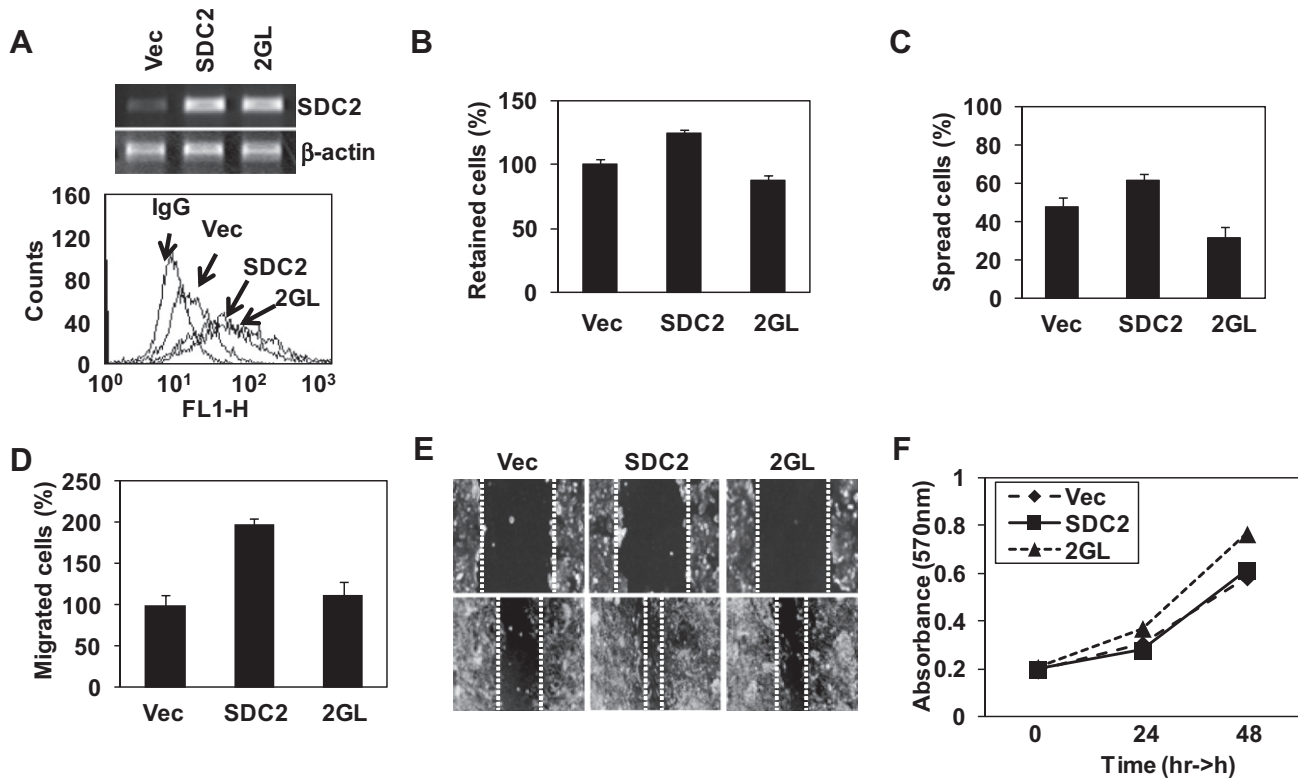 A
Vec
SDC2
2GL
SDC2
β-actin
160
120
80
40
0
Counts
IgG
Vec
SDC2
2GL
10⁰ 10¹ 10² 10³
FL1-H
B
150
100
50
0
Retained cells (%)
Vec SDC2 2GL
C
100
80
60
40
20
0
Spread cells (%)
Vec SDC2 2GL
D
250
200
150
100
50
0
Migrated cells (%)
Vec SDC2 2GL
E
Vec SDC2 2GL
F
1
0.8
0.6
0.4
0.2
0
Absorbance (570nm)
Vec
SDC2
2GL
0 24 48
Time (hr->h)